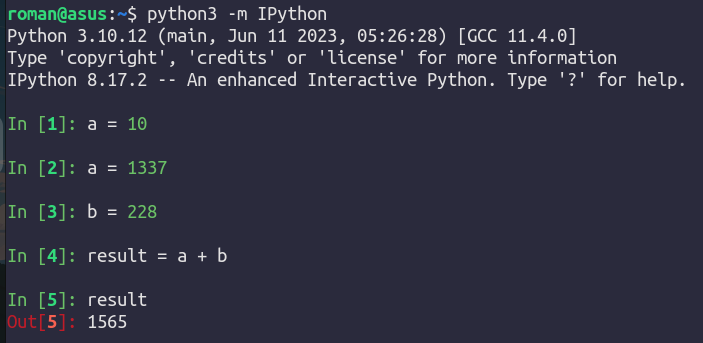 roman@asus:~$ python3 -m IPython
Python 3.10.12 (main, Jun 11 2023, 05:26:28) [GCC 11.4.0]
Type 'copyright', 'credits' or 'license' for more information
IPython 8.17.2 -- An enhanced Interactive Python. Type '?' for help.
In [1]: a = 10
In [2]: a = 1337
In [3]: b = 228
In [4]: result = a + b
In [5]: result
Out[5]: 1565